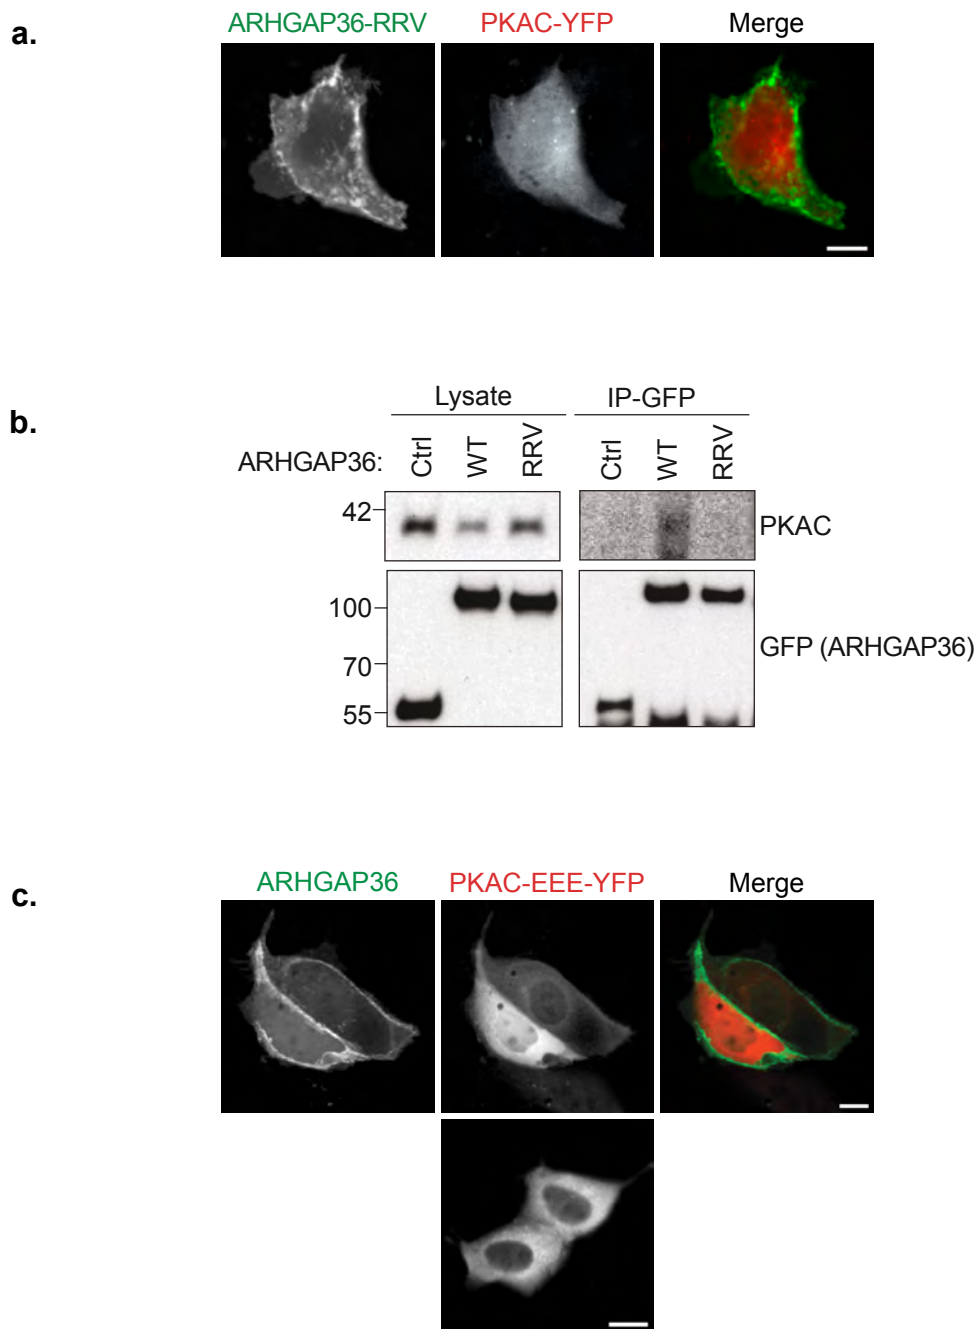 a.
ARHGAP36-RRV PKAC-YFP Merge
b.
Lysate IP-GFP
ARHGAP36: Ctrl WT RRV Ctrl WT RRV
42 PKAC
100
GFP (ARHGAP36)
70
55
c.
ARHGAP36 PKAC-EEE-YFP Merge